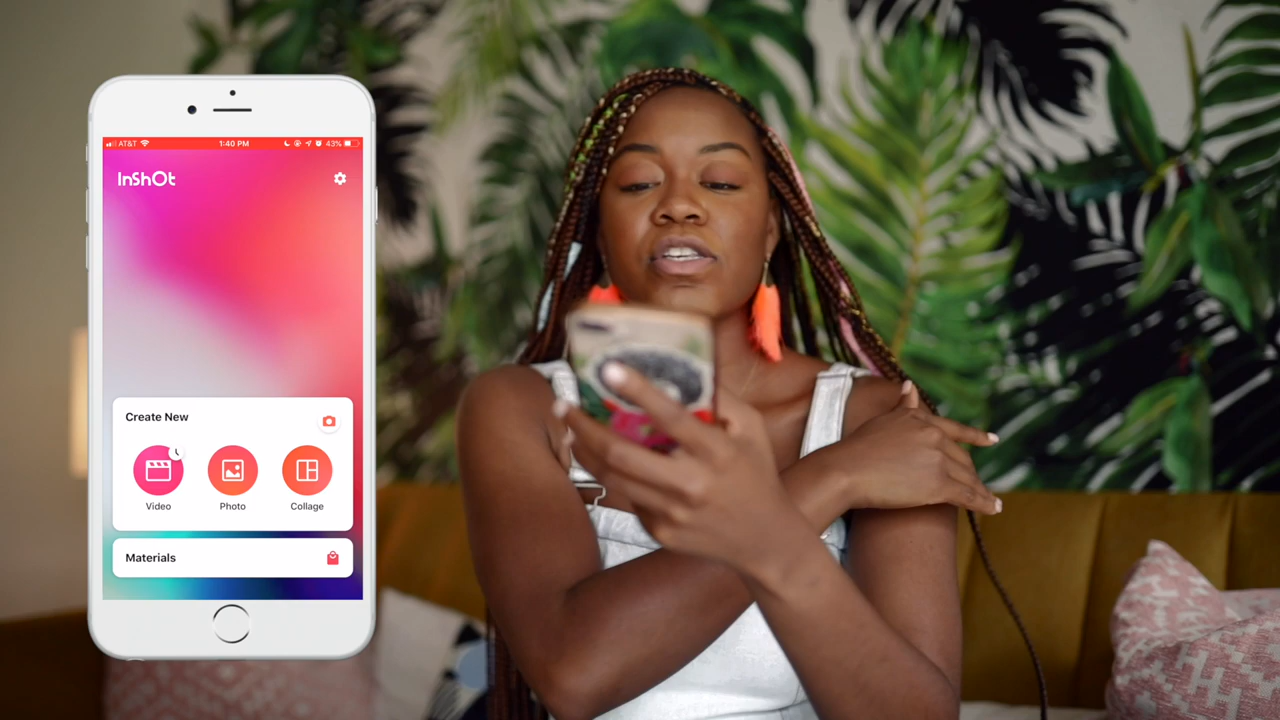 AT&T 1:40 PM 43%
InShOt
Create New
Video Photo Collage
Materials